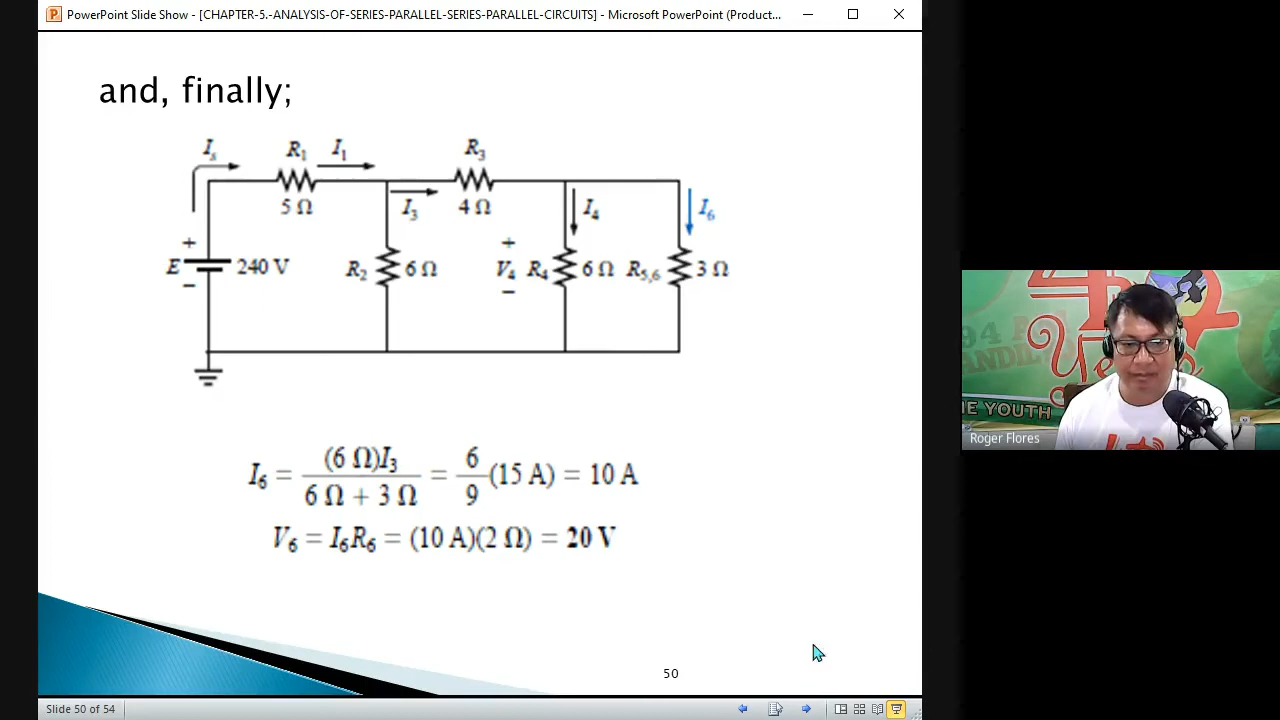 PowerPoint Slide Show - [CHAPTER-5.-ANALYSIS-OF-SERIES-PARALLEL-SERIES-PARALLEL-CIRCUITS] - Microsoft PowerPoint (Product...
and, finally;
Is R1 I1 R3
5 Ω I3 4 Ω I4 I6
+ +
E 240 V R2 6 Ω V4 R4 6 Ω R5,6 3 Ω
− −
I6 = (6 Ω)I3 / 6 Ω + 3 Ω = 6/9 (15 A) = 10 A
V6 = I6R6 = (10 A)(2 Ω) = 20 V
50
Slide 50 of 54
94
ANDIL
Years
IE YOUTH
Roger Flores